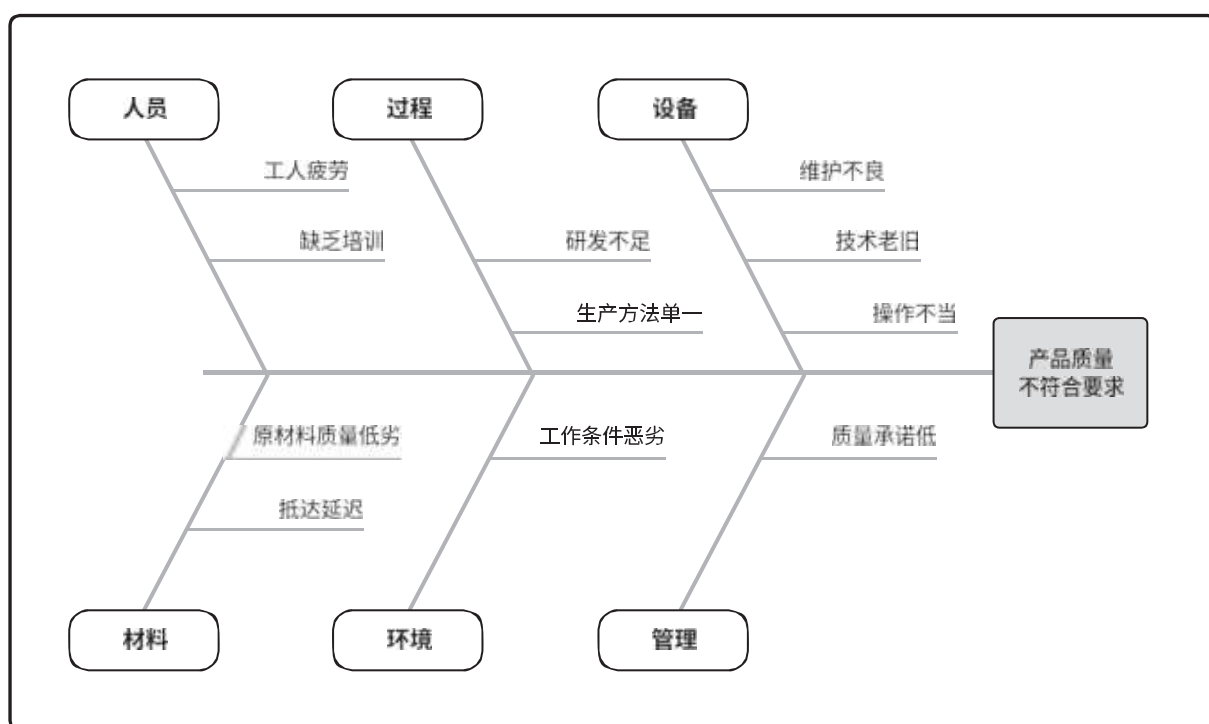 人员
过程
设备
工人疲劳
维护不良
缺乏培训
研发不足
技术老旧
生产方法单一
操作不当
产品质量
不符合要求
原材料质量低劣
工作条件恶劣
质量承诺低
抵达延迟
材料
环境
管理